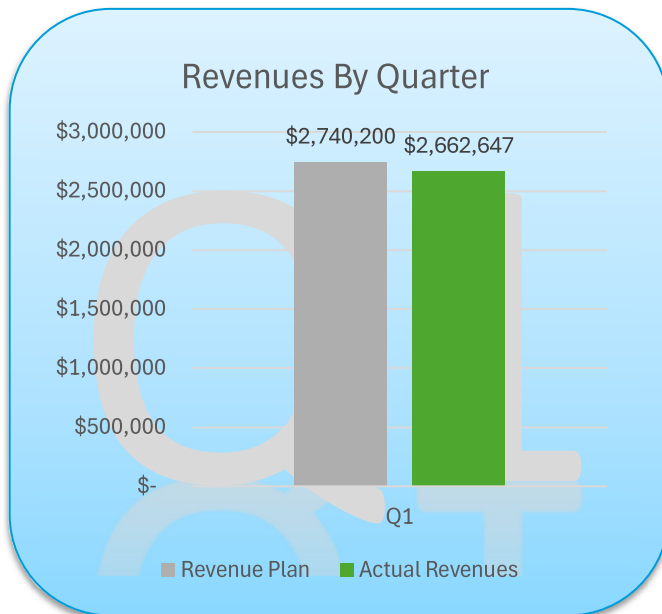 Revenues By Quarter
$3,000,000
$2,740,200
$2,662,647
$2,500,000
$2,000,000
$1,500,000
$1,000,000
$500,000
$-
Q1
Revenue Plan
Actual Revenues
Q1